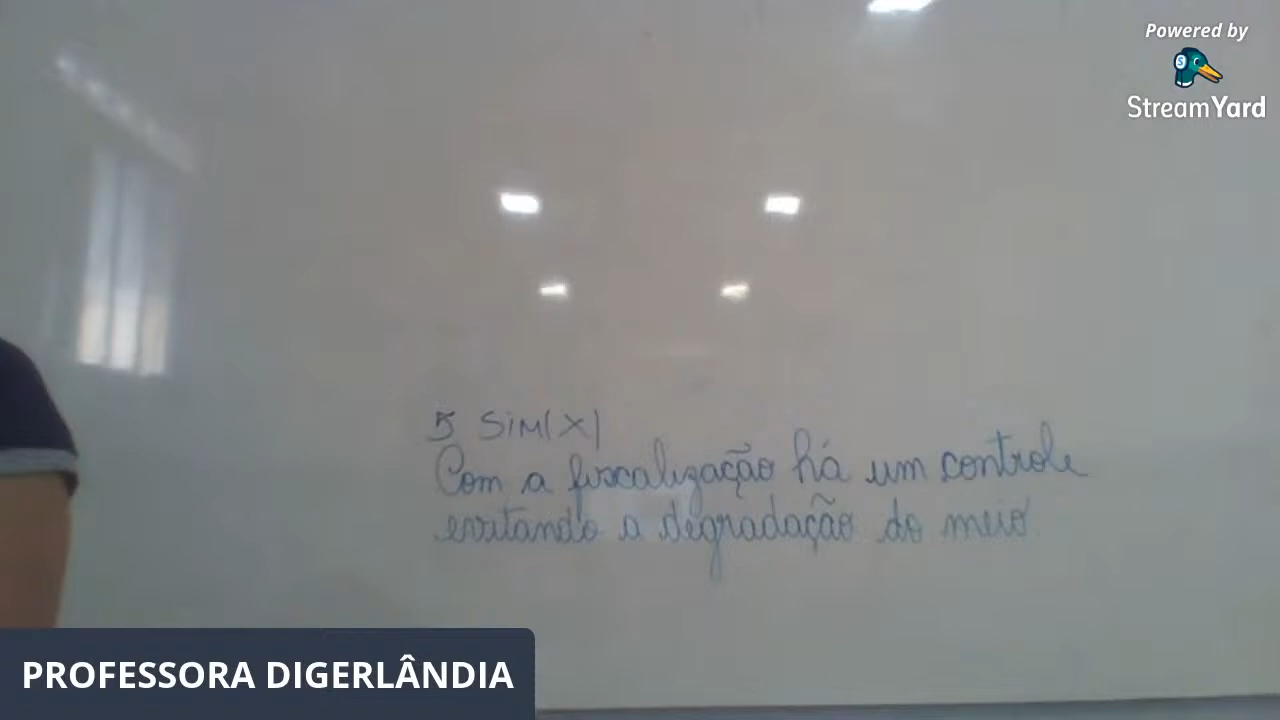 Powered by
StreamYard
5 SIM(X)
Com a fiscalização há um controle
evitando a degradação do meio
PROFESSORA DIGERLÂNDIA